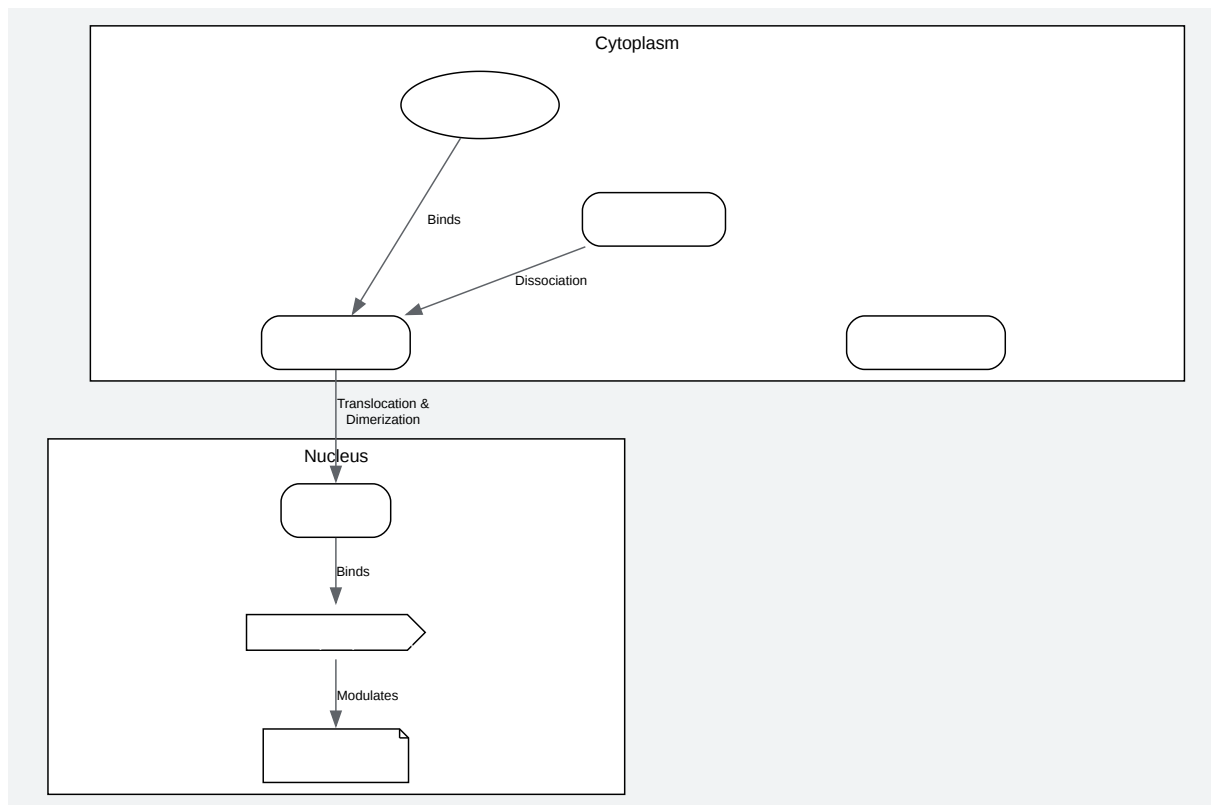 Cytoplasm
Binds
Dissociation
Translocation &
Dimerization
Nucleus
Binds
Modulates